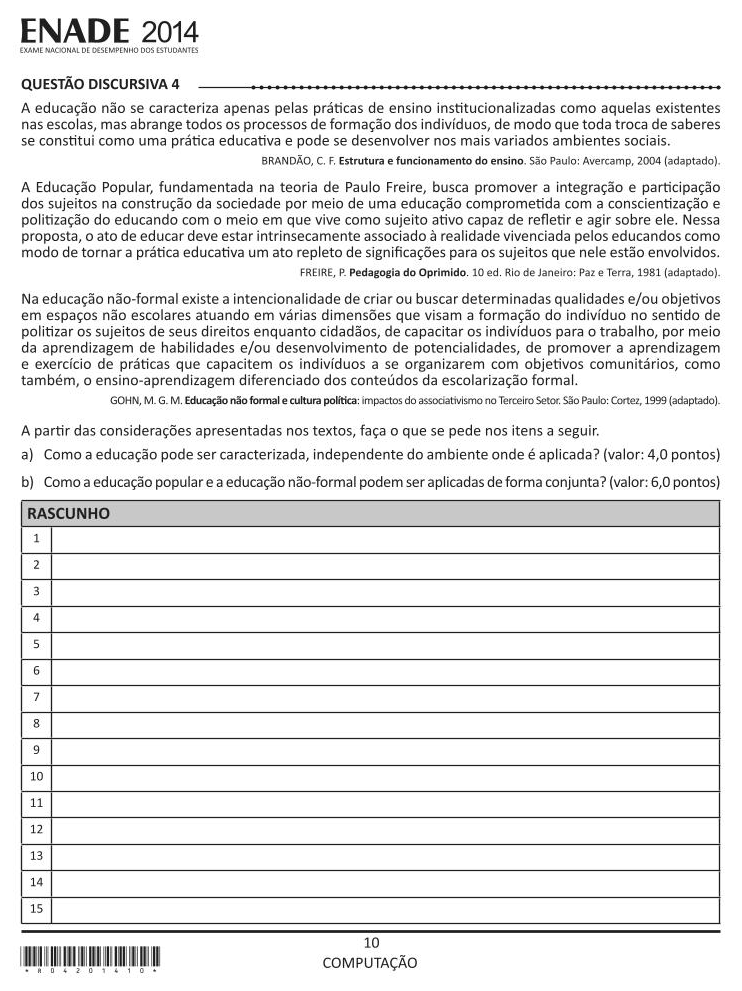 ENADE 2014
EXAME NACIONAL DE DESEMPENHO DOS ESTUDANTES
QUESTÃO DISCURSIVA 4
A educação não se caracteriza apenas pelas práticas de ensino institucionalizadas como aquelas existentes
nas escolas, mas abrange todos os processos de formação dos indivíduos, de modo que toda troca de saberes
se constitui como uma prática educativa e pode se desenvolver nos mais variados ambientes sociais.
BRANDÃO, C. F. Estrutura e funcionamento do ensino. São Paulo: Avercamp, 2004 (adaptado).
A Educação Popular, fundamentada na teoria de Paulo Freire, busca promover a integração e participação
dos sujeitos na construção da sociedade por meio de uma educação comprometida com a conscientização e
politização do educando com o meio em que vive como sujeito ativo capaz de refletir e agir sobre ele. Nessa
proposta, o ato de educar deve estar intrinsecamente associado à realidade vivenciada pelos educandos como
modo de tornar a prática educativa um ato repleto de significações para os sujeitos que nele estão envolvidos.
FREIRE, P. Pedagogia do Oprimido. 10 ed. Rio de Janeiro: Paz e Terra, 1981 (adaptado).
Na educação não-formal existe a intencionalidade de criar ou buscar determinadas qualidades e/ou objetivos
em espaços não escolares atuando em várias dimensões que visam a formação do indivíduo no sentido de
politizar os sujeitos de seus direitos enquanto cidadãos, de capacitar os indivíduos para o trabalho, por meio
da aprendizagem de habilidades e/ou desenvolvimento de potencialidades, de promover a aprendizagem
e exercício de práticas que capacitem os indivíduos a se organizarem com objetivos comunitários, como
também, o ensino-aprendizagem diferenciado dos conteúdos da escolarização formal.
GOHN, M. G. M. Educação não formal e cultura política: impactos do associativismo no Terceiro Setor. São Paulo: Cortez, 1999 (adaptado).
A partir das considerações apresentadas nos textos, faça o que se pede nos itens a seguir.
a) Como a educação pode ser caracterizada, independente do ambiente onde é aplicada? (valor: 4,0 pontos)
b) Como a educação popular e a educação não-formal podem ser aplicadas de forma conjunta? (valor: 6,0 pontos)
RASCUNHO
1
2
3
4
5
6
7
8
9
10
11
12
13
14
15
10
COMPUTAÇÃO
* R 0 4 2 0 1 4 1 0 *